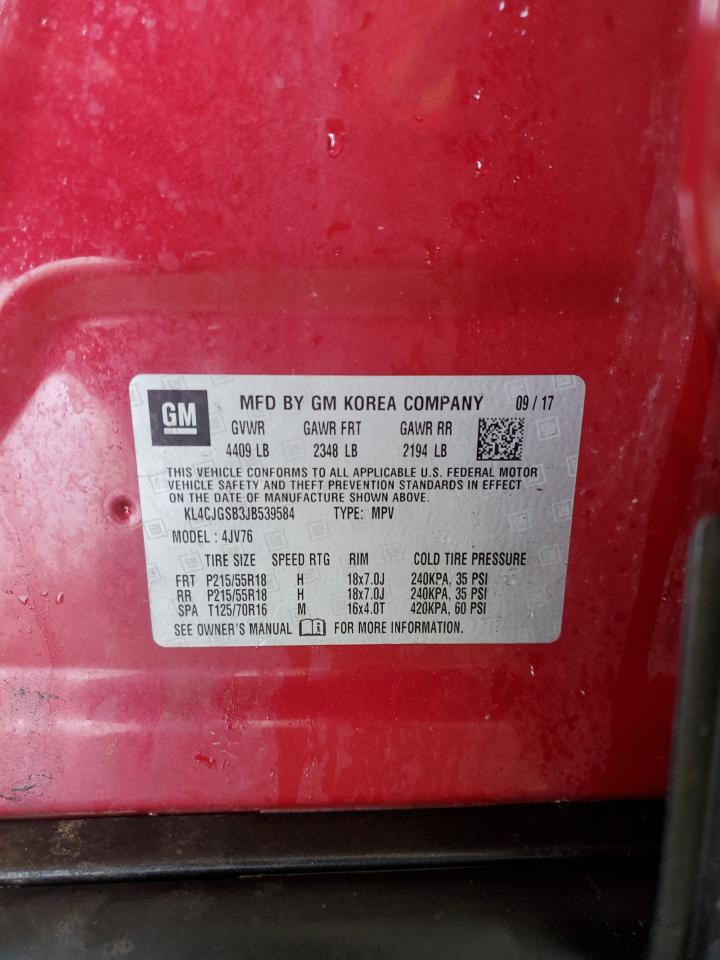 GM MFD BY GM KOREA COMPANY 09 / 17
GVWR GAWR FRT GAWR RR
4409 LB 2348 LB 2194 LB
THIS VEHICLE CONFORMS TO ALL APPLICABLE U.S. FEDERAL MOTOR
VEHICLE SAFETY AND THEFT PREVENTION STANDARDS IN EFFECT
ON THE DATE OF MANUFACTURE SHOWN ABOVE.
KL4CJGSB3JB539584 TYPE: MPV
MODEL : 4JV76
TIRE SIZE SPEED RTG RIM COLD TIRE PRESSURE
FRT P215/55R18 H 18x7.0J 240KPA, 35 PSI
RR P215/55R18 H 18x7.0J 240KPA, 35 PSI
SPA T125/70R16 M 16x4.0T 420KPA, 60 PSI
SEE OWNER'S MANUAL FOR MORE INFORMATION.